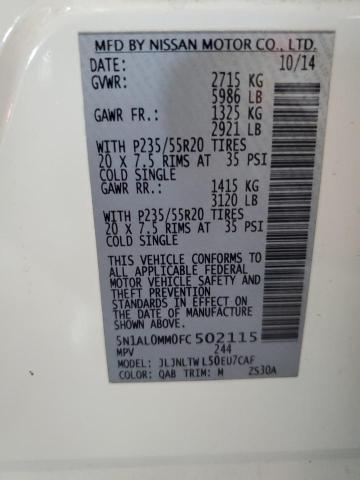 MFD BY NISSAN MOTOR CO., LTD.
DATE: 10/14
GVWR: 2715 KG
5986 LB
GAWR FR.: 1325 KG
2921 LB
WITH P235/55R20 TIRES
20 X 7.5 RIMS AT 35 PSI
COLD SINGLE
GAWR RR.: 1415 KG
3120 LB
WITH P235/55R20 TIRES
20 X 7.5 RIMS AT 35 PSI
COLD SINGLE
THIS VEHICLE CONFORMS TO
ALL APPLICABLE FEDERAL
MOTOR VEHICLE SAFETY AND
THEFT PREVENTION
STANDARDS IN EFFECT ON THE
DATE OF MANUFACTURE SHOWN
ABOVE
5N1AL0MM0FC502115
MPV 244
MODEL: JLJNLTWL50EU7CAF
COLOR: QAB TRIM: M ZS30A